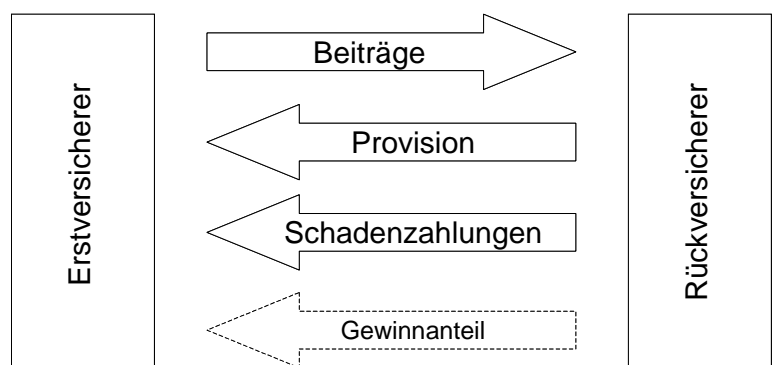 Erstversicherer
Beiträge
Provision
Schadenzahlungen
Gewinnanteil
Rückversicherer